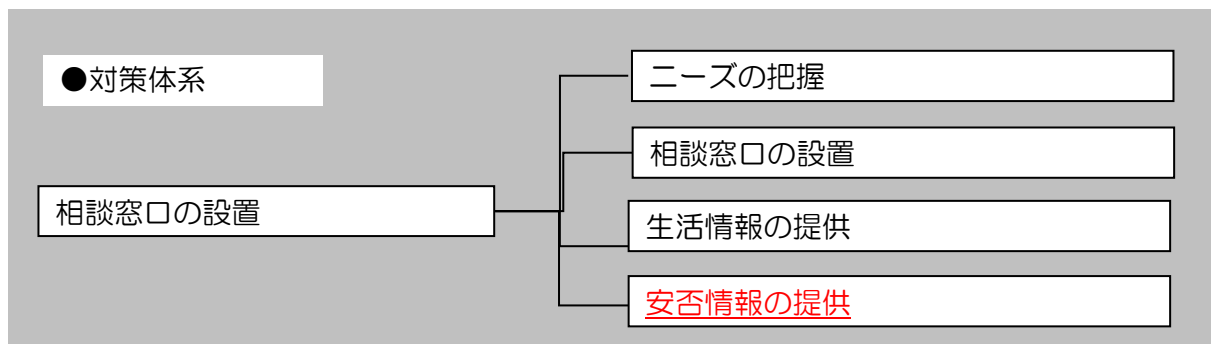 ●対策体系
相談窓口の設置
ニーズの把握
相談窓口の設置
生活情報の提供
安否情報の提供